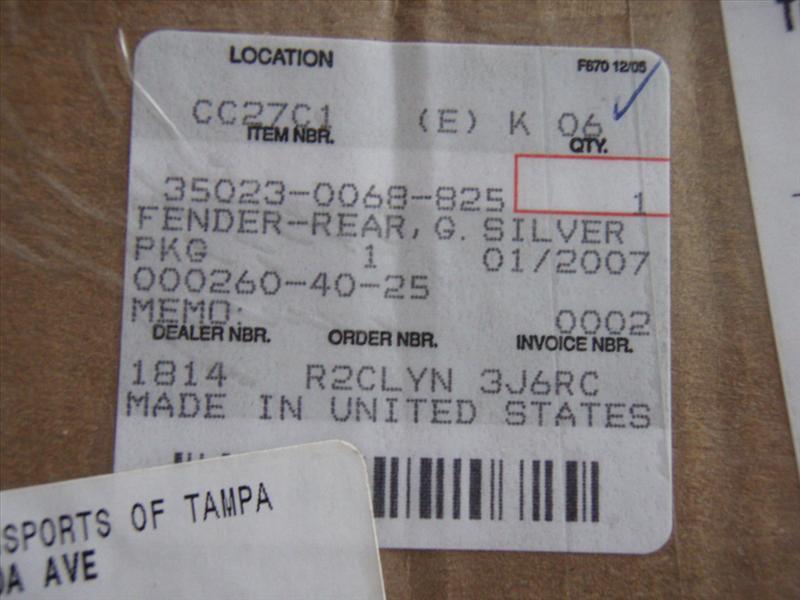 LOCATION F670 12/05
CC27C1 (E) K 06
ITEM NBR. QTY.
35023-0068-825 1
FENDER-REAR, G. SILVER
PKG 1 01/2007
000260-40-25
MEMO: 0002
DEALER NBR. ORDER NBR. INVOICE NBR.
1814 R2CLYN 3J6RC
MADE IN UNITED STATES
SPORTS OF TAMPA
AVE
T